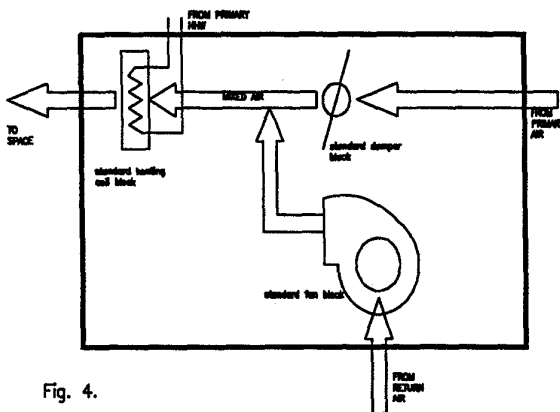 FROM PRIMARY
HHW
MIXED AIR
TO
SPACE
FROM
PRIMARY
AIR
standard damper
block
standard heating
coil block
standard fan block
FROM
RETURN
AIR
Fig. 4.